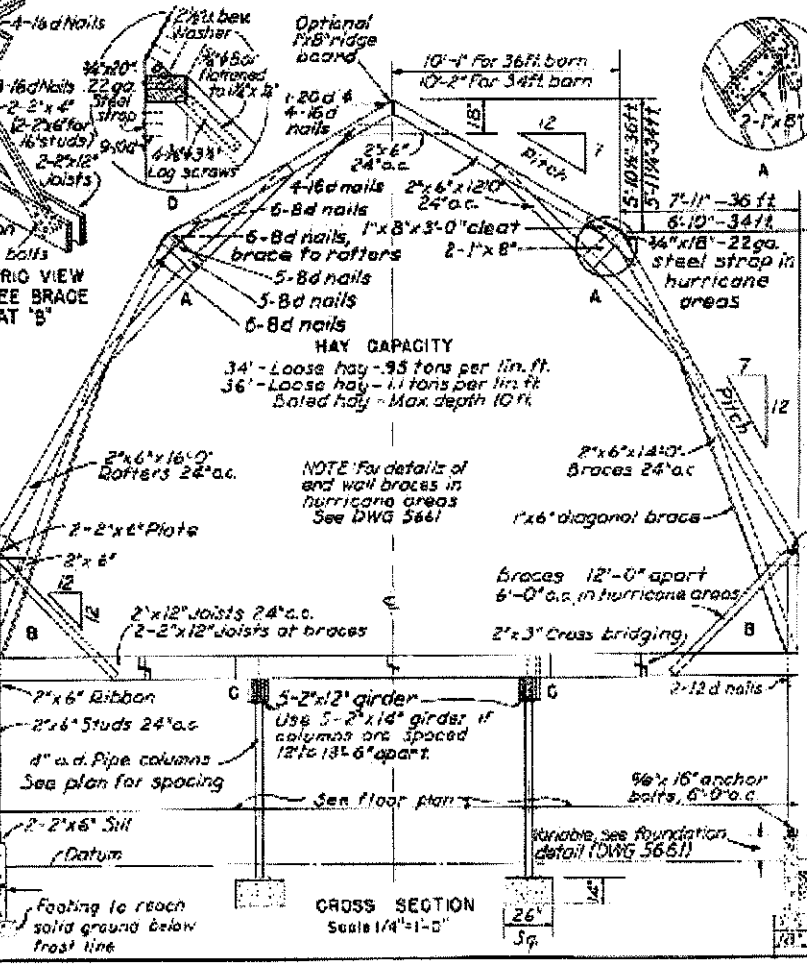 4-16d Nails
2½" U. bev.
Washer
¾"x20"
22 ga.
Steel
strap
flattened
9-10d
4-⅜"x3½"
Lag screws
D
-16d Nails
2-2"x4"
(2-2"x6" for
16" studs)
2-2"x12"
Joists
bolts
RIC VIEW
EE BRACE
AT "B"
Optional
1"x8" ridge
board
1-20d &
4-16d
nails
10'-1" For 36ft. barn
10'-2" For 34ft. barn
18"
12
7
Pitch
2"x6"
24" o.c.
2"x6"x12'0"
24" o.c.
5'-10½"-36 ft.
5'-11¼"-34 ft.
2-1"x8"
A
7'-11"-36 ft.
6'-10"-34 ft.
¾"x18"-22 ga.
steel strap in
hurricane
areas
4-16d nails
6-8d nails
6-8d nails,
brace to rafters
5-8d nails
5-8d nails
6-8d nails
1"x8"x3'-0" cleat
2-1"x8"
A
A
HAY CAPACITY
34' - Loose hay - .95 tons per lin. ft.
36' - Loose hay - 1.1 tons per lin. ft.
Baled hay - Max. depth 10 ft.
7
12
Pitch
2"x6"x16'-0"
Rafters 24" o.c.
NOTE: For details of
end wall braces in
hurricane areas
See DWG 5661
2"x6"x14'0"
Braces 24" o.c.
1"x6" diagonal brace
2-2"x6" Plate
2"x6"
12
12
B
Braces 12'-0" apart
6'-0" o.c. in hurricane areas
B
2"x12" Joists 24" o.c.
2-2"x12" Joists at braces
2"x3" Cross bridging
2"x6" Ribbon
C
5-2"x12" girder
C
2-12d nails
2"x6" Studs 24" o.c.
Use 5-2"x14" girder if
columns are spaced
12' to 13'-6" apart.
4" o.d. Pipe columns
See plan for spacing
See floor plan
⅝"x16" anchor
bolts, 6'-0" o.c.
2-2"x6" Sill
Datum
Variable, see foundation
detail (DWG 5661)
Footing to reach
solid ground below
frost line
CROSS SECTION
Scale 1/4"=1'-0"
26"
Sq.
14"
18"